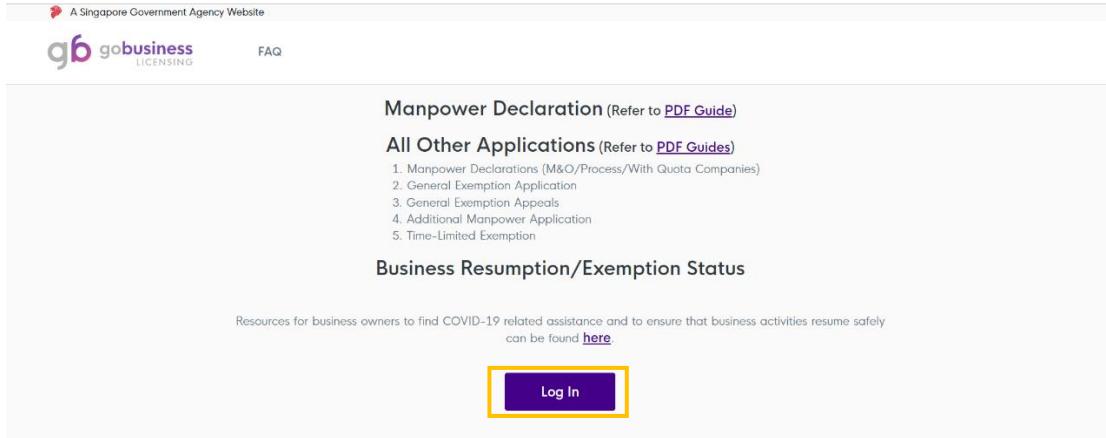 A Singapore Government Agency Website
gb gobusiness
LICENSING
FAQ
Manpower Declaration (Refer to PDF Guide)
All Other Applications (Refer to PDF Guides)
1. Manpower Declarations (M&O/Process/With Quota Companies)
2. General Exemption Application
3. General Exemption Appeals
4. Additional Manpower Application
5. Time-Limited Exemption
Business Resumption/Exemption Status
Resources for business owners to find COVID-19 related assistance and to ensure that business activities resume safely
can be found here.
Log In